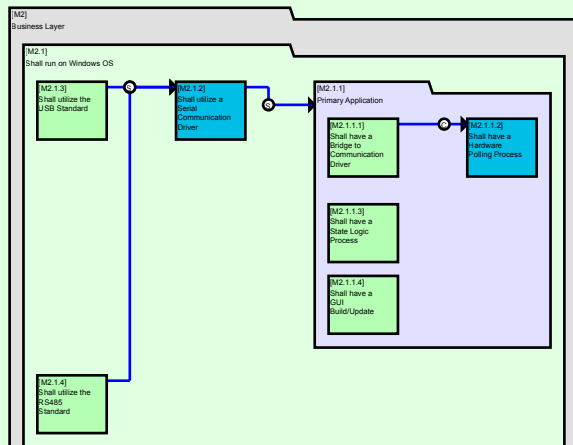 [M2]
Business Layer
[M2.1]
Shall run on Windows OS
[M2.1.3]
Shall utilize the
USB Standard
S
[M2.1.2]
Shall utilize a
Serial
Communication
Driver
S
[M2.1.1]
Primary Application
[M2.1.1.1]
Shall have a
Bridge to
Communication
Driver
C
[M2.1.1.2]
Shall have a
Hardware
Polling Process
[M2.1.1.3]
Shall have a
State Logic
Process
[M2.1.1.4]
Shall have a
GUI
Build/Update
[M2.1.4]
Shall utilize the
RS485
Standard